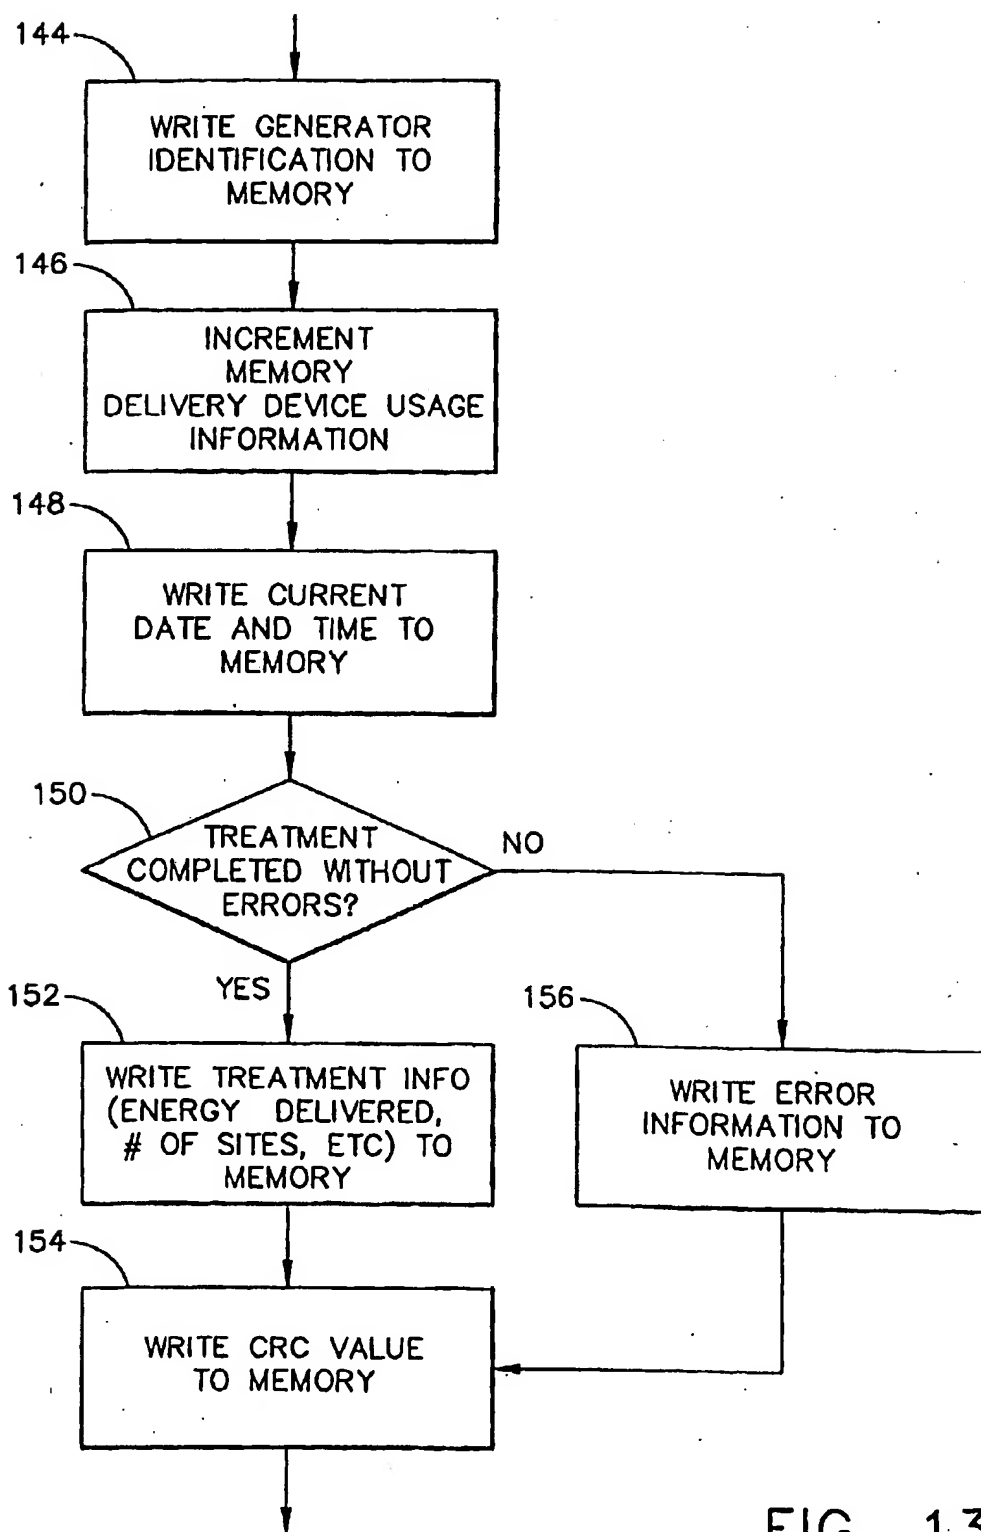 144
WRITE GENERATOR
IDENTIFICATION TO
MEMORY
146
INCREMENT
MEMORY
DELIVERY DEVICE USAGE
INFORMATION
148
WRITE CURRENT
DATE AND TIME TO
MEMORY
150
TREATMENT
COMPLETED WITHOUT
ERRORS?
NO
YES
152
WRITE TREATMENT INFO
(ENERGY DELIVERED,
# OF SITES, ETC) TO
MEMORY
156
WRITE ERROR
INFORMATION TO
MEMORY
154
WRITE CRC VALUE
TO MEMORY
FIG. 13